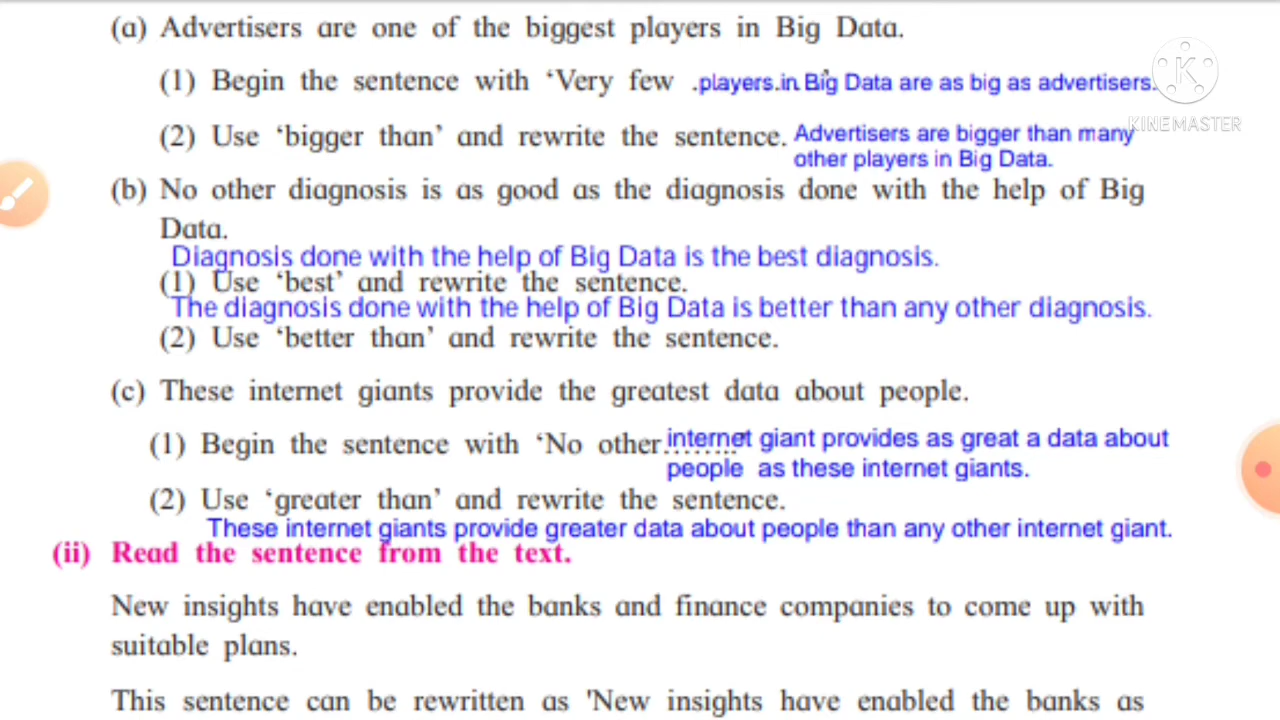 (a) Advertisers are one of the biggest players in Big Data.
(1) Begin the sentence with ‘Very few .players.in Big Data are as big as advertisers.
KINEMASTER
(2) Use ‘bigger than’ and rewrite the sentence. Advertisers are bigger than many
other players in Big Data.
(b) No other diagnosis is as good as the diagnosis done with the help of Big
Data.
Diagnosis done with the help of Big Data is the best diagnosis.
(1) Use ‘best’ and rewrite the sentence.
The diagnosis done with the help of Big Data is better than any other diagnosis.
(2) Use ‘better than’ and rewrite the sentence.
(c) These internet giants provide the greatest data about people.
(1) Begin the sentence with ‘No other........ internet giant provides as great a data about
people as these internet giants.
(2) Use ‘greater than’ and rewrite the sentence.
These internet giants provide greater data about people than any other internet giant.
(ii) Read the sentence from the text.
New insights have enabled the banks and finance companies to come up with
suitable plans.
This sentence can be rewritten as 'New insights have enabled the banks as